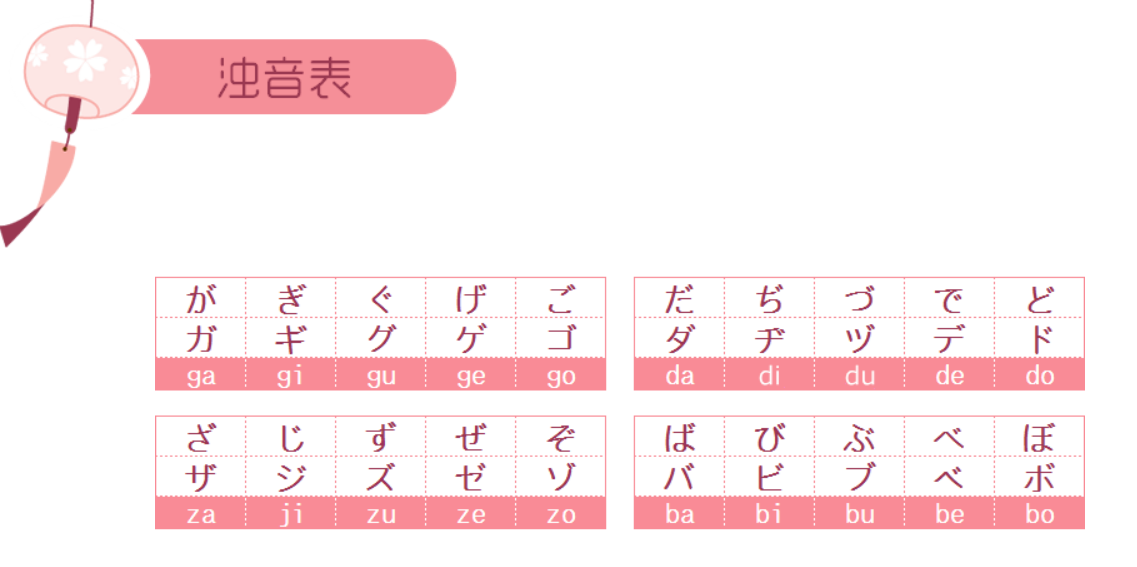 浊音表
が ぎ ぐ げ ご
ガ ギ グ ゲ ゴ
ga gi gu ge go
だ ぢ づ で ど
ダ ヂ ヅ デ ド
da di du de do
ざ じ ず ぜ ぞ
ザ ジ ズ ゼ ゾ
za ji zu ze zo
ば び ぶ べ ぼ
バ ビ ブ ベ ボ
ba bi bu be bo